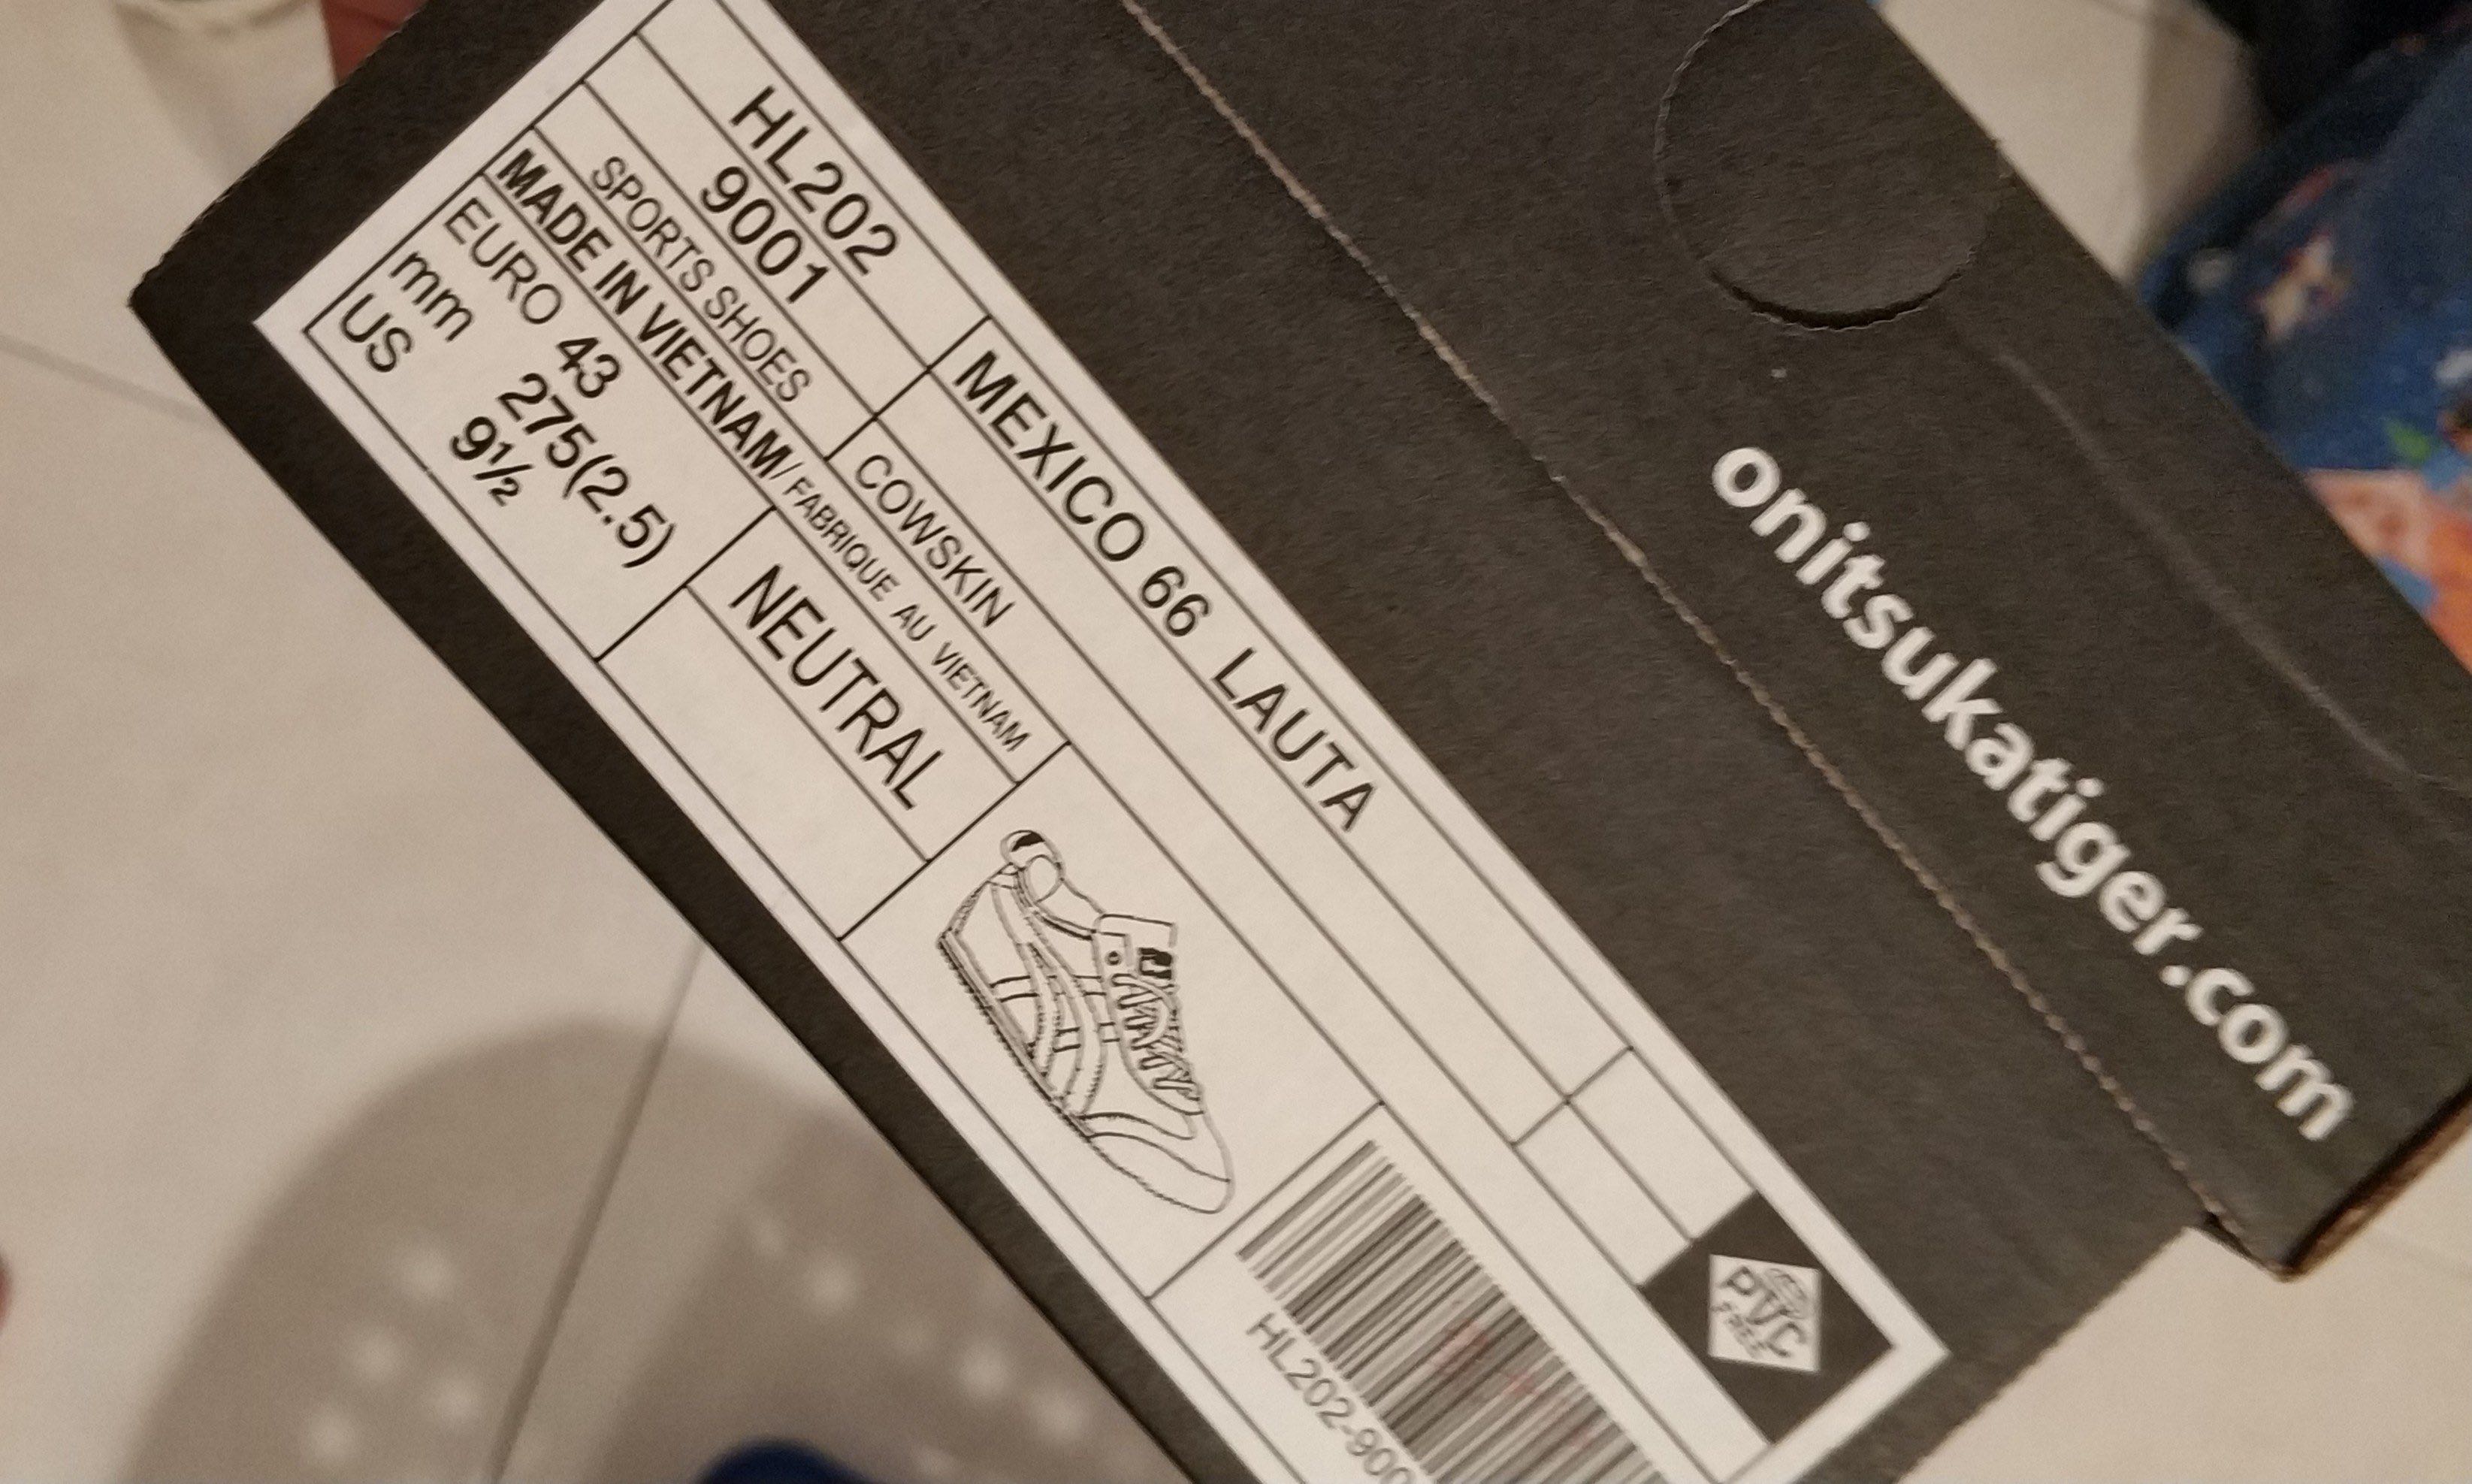 onitsukatiger.com
HL202 MEXICO 66 LAUTA
9001
SPORTS SHOES COWSKIN
MADE IN VIETNAM/ FABRIQUE AU VIETNAM
EURO 43 NEUTRAL
mm 275(2.5)
US 9½
PVC
FREE
HL202-900